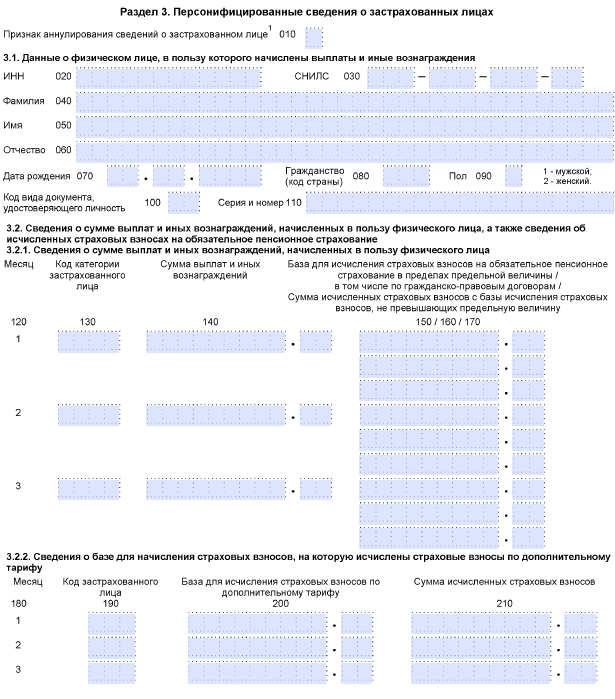 Раздел 3. Персонифицированные сведения о застрахованных лицах
Признак аннулирования сведений о застрахованном лице¹ 010
3.1. Данные о физическом лице, в пользу которого начислены выплаты и иные вознаграждения
ИНН 020 СНИЛС 030 – – –
Фамилия 040
Имя 050
Отчество 060
Дата рождения 070 . . Гражданство (код страны) 080 Пол 090 1 - мужской; 2 - женский.
Код вида документа, удостоверяющего личность 100 Серия и номер 110
3.2. Сведения о сумме выплат и иных вознаграждений, начисленных в пользу физического лица, а также сведения об
исчисленных страховых взносах на обязательное пенсионное страхование
3.2.1. Сведения о сумме выплат и иных вознаграждений, начисленных в пользу физического лица
Месяц
Код категории
застрахованного
лица
Сумма выплат и иных
вознаграждений
База для исчисления страховых взносов на обязательное пенсионное
страхование в пределах предельной величины /
в том числе по гражданско-правовым договорам /
Сумма исчисленных страховых взносов с базы исчисления страховых
взносов, не превышающих предельную величину
120 130 140 150 / 160 / 170
1
2
3
3.2.2. Сведения о базе для начисления страховых взносов, на которую исчислены страховые взносы по дополнительному
тарифу
Месяц
Код застрахованного
лица
База для исчисления страховых взносов по
дополнительному тарифу
Сумма исчисленных страховых взносов
180 190 200 210
1
2
3